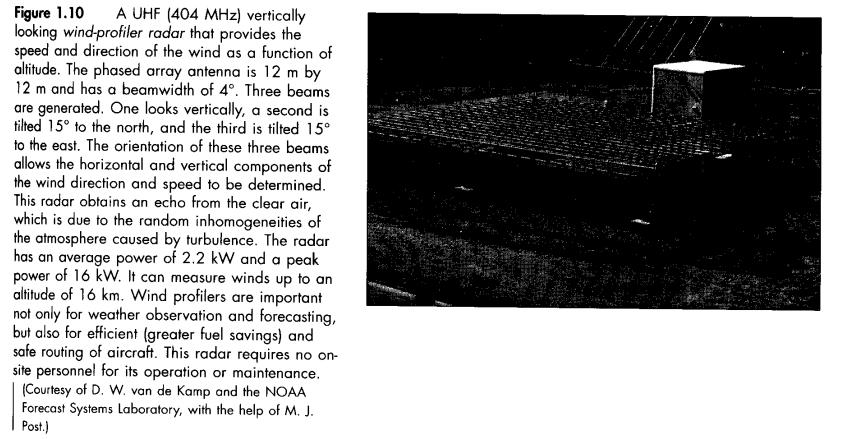 Figure 1.10 A UHF (404 MHz) vertically
looking wind-profiler radar that provides the
speed and direction of the wind as a function of
altitude. The phased array antenna is 12 m by
12 m and has a beamwidth of 4°. Three beams
are generated. One looks vertically, a second is
tilted 15° to the north, and the third is tilted 15°
to the east. The orientation of these three beams
allows the horizontal and vertical components of
the wind direction and speed to be determined.
This radar obtains an echo from the clear air,
which is due to the random inhomogeneities of
the atmosphere caused by turbulence. The radar
has an average power of 2.2 kW and a peak
power of 16 kW. It can measure winds up to an
altitude of 16 km. Wind profilers are important
not only for weather observation and forecasting,
but also for efficient (greater fuel savings) and
safe routing of aircraft. This radar requires no on-
site personnel for its operation or maintenance.
(Courtesy of D. W. van de Kamp and the NOAA
Forecast Systems Laboratory, with the help of M. J.
Post.)